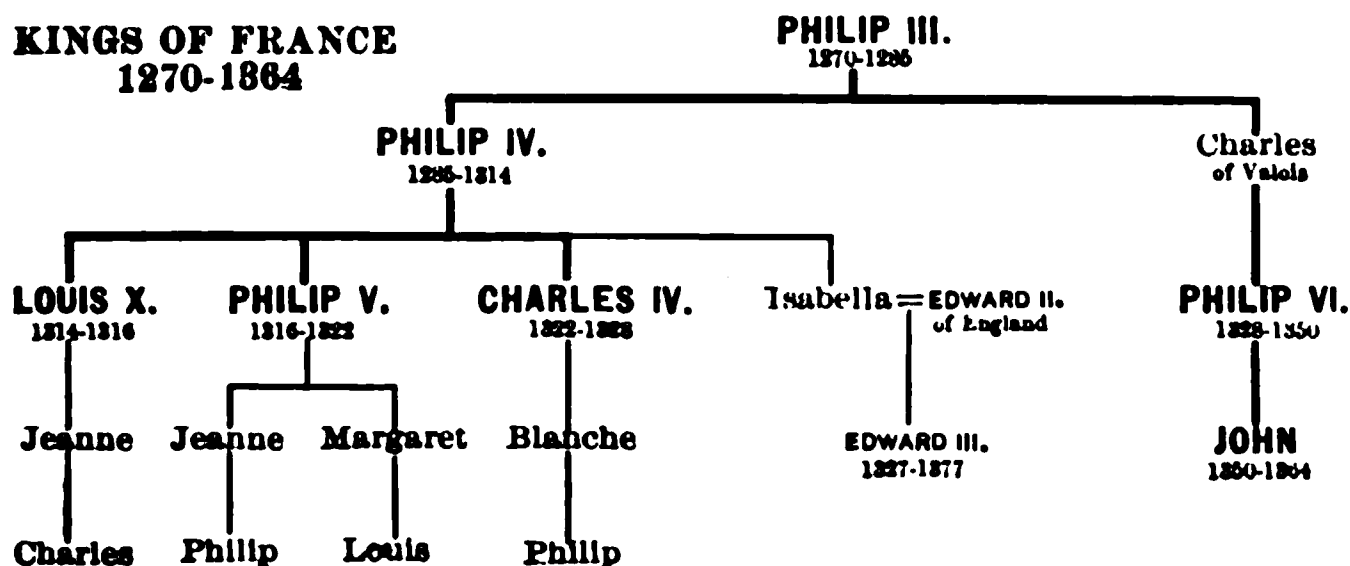 KINGS OF FRANCE
1270-1364
PHILIP III.
1270-1285
PHILIP IV.
1285-1314
Charles
of Valois
LOUIS X.
1314-1316
PHILIP V.
1316-1322
CHARLES IV.
1322-1328
Isabella = EDWARD II.
of England
PHILIP VI.
1328-1350
Jeanne
Jeanne
Margaret
Blanche
EDWARD III.
1327-1377
JOHN
1350-1364
Charles
Philip
Louis
Philip